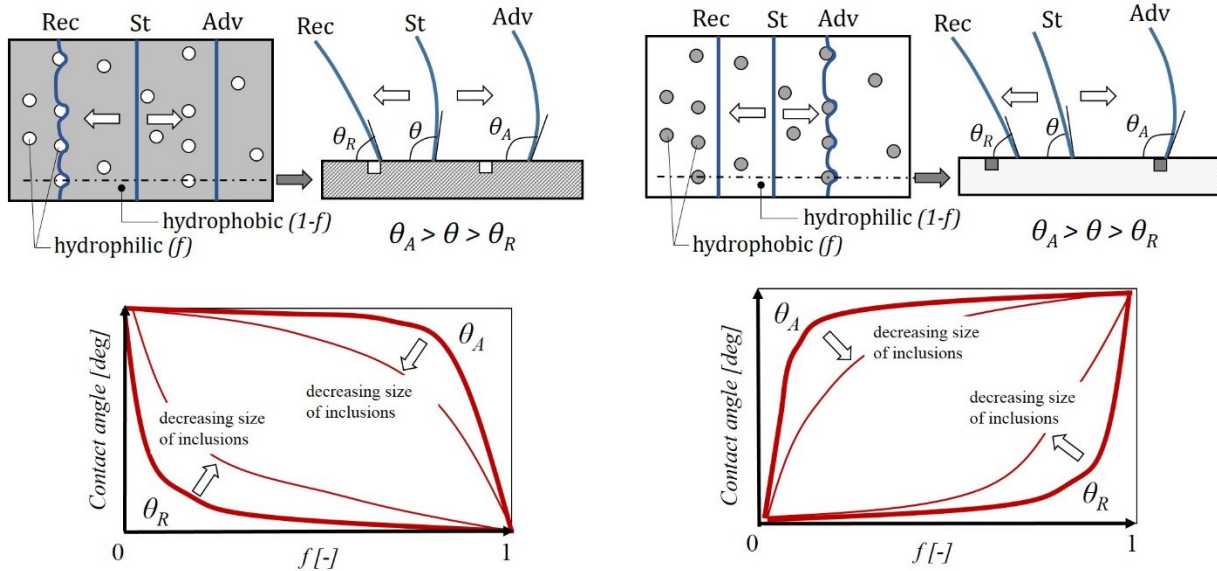 Rec St Adv
Rec St Adv
θR θ θA
hydrophobic (1-f)
hydrophilic (f)
θA > θ > θR
Rec St Adv
Rec St Adv
θR θ θA
hydrophilic (1-f)
hydrophobic (f)
θA > θ > θR
Contact angle [deg]
θA
decreasing size
of inclusions
decreasing size
of inclusions
θR
0 f [-] 1
Contact angle [deg]
θA
decreasing size
of inclusions
decreasing size
of inclusions
θR
0 f [-] 1